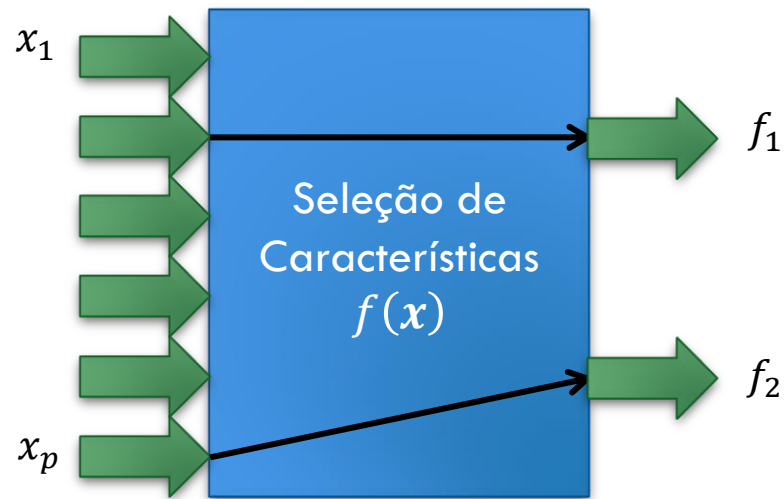 x₁
f₁
Seleção de
Características
f(x)
f₂
xₚ